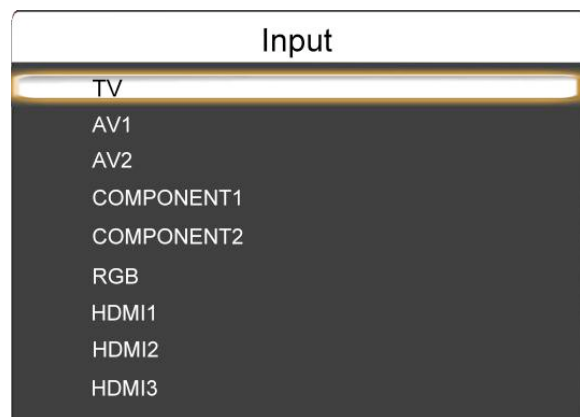 Input
TV
AV1
AV2
COMPONENT1
COMPONENT2
RGB
HDMI1
HDMI2
HDMI3